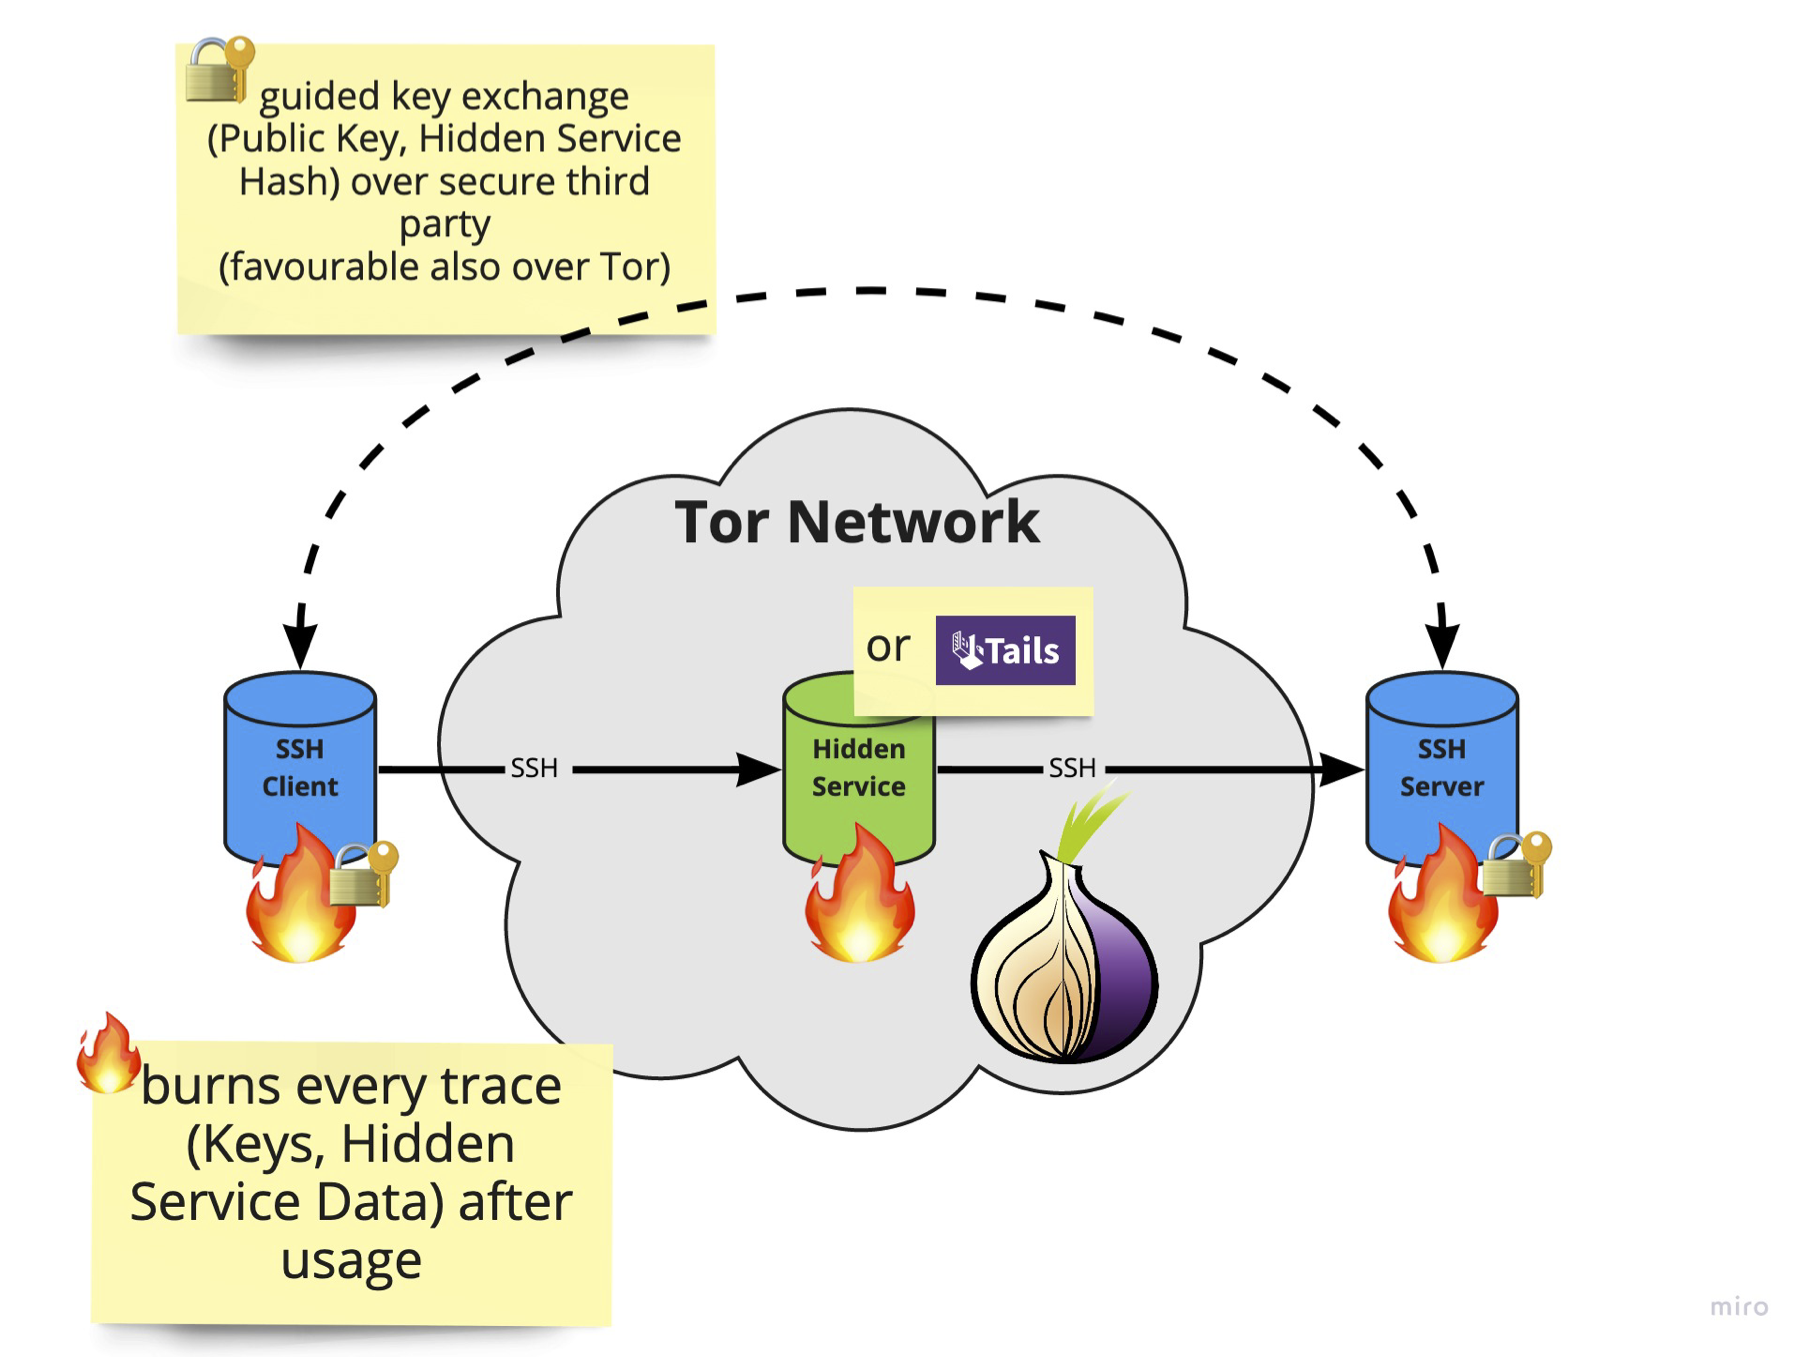 guided key exchange
(Public Key, Hidden Service
Hash) over secure third
party
(favourable also over Tor)
Tor Network
or Tails
SSH
Client
SSH
Hidden
Service
SSH
SSH
Server
burns every trace
(Keys, Hidden
Service Data) after
usage
miro